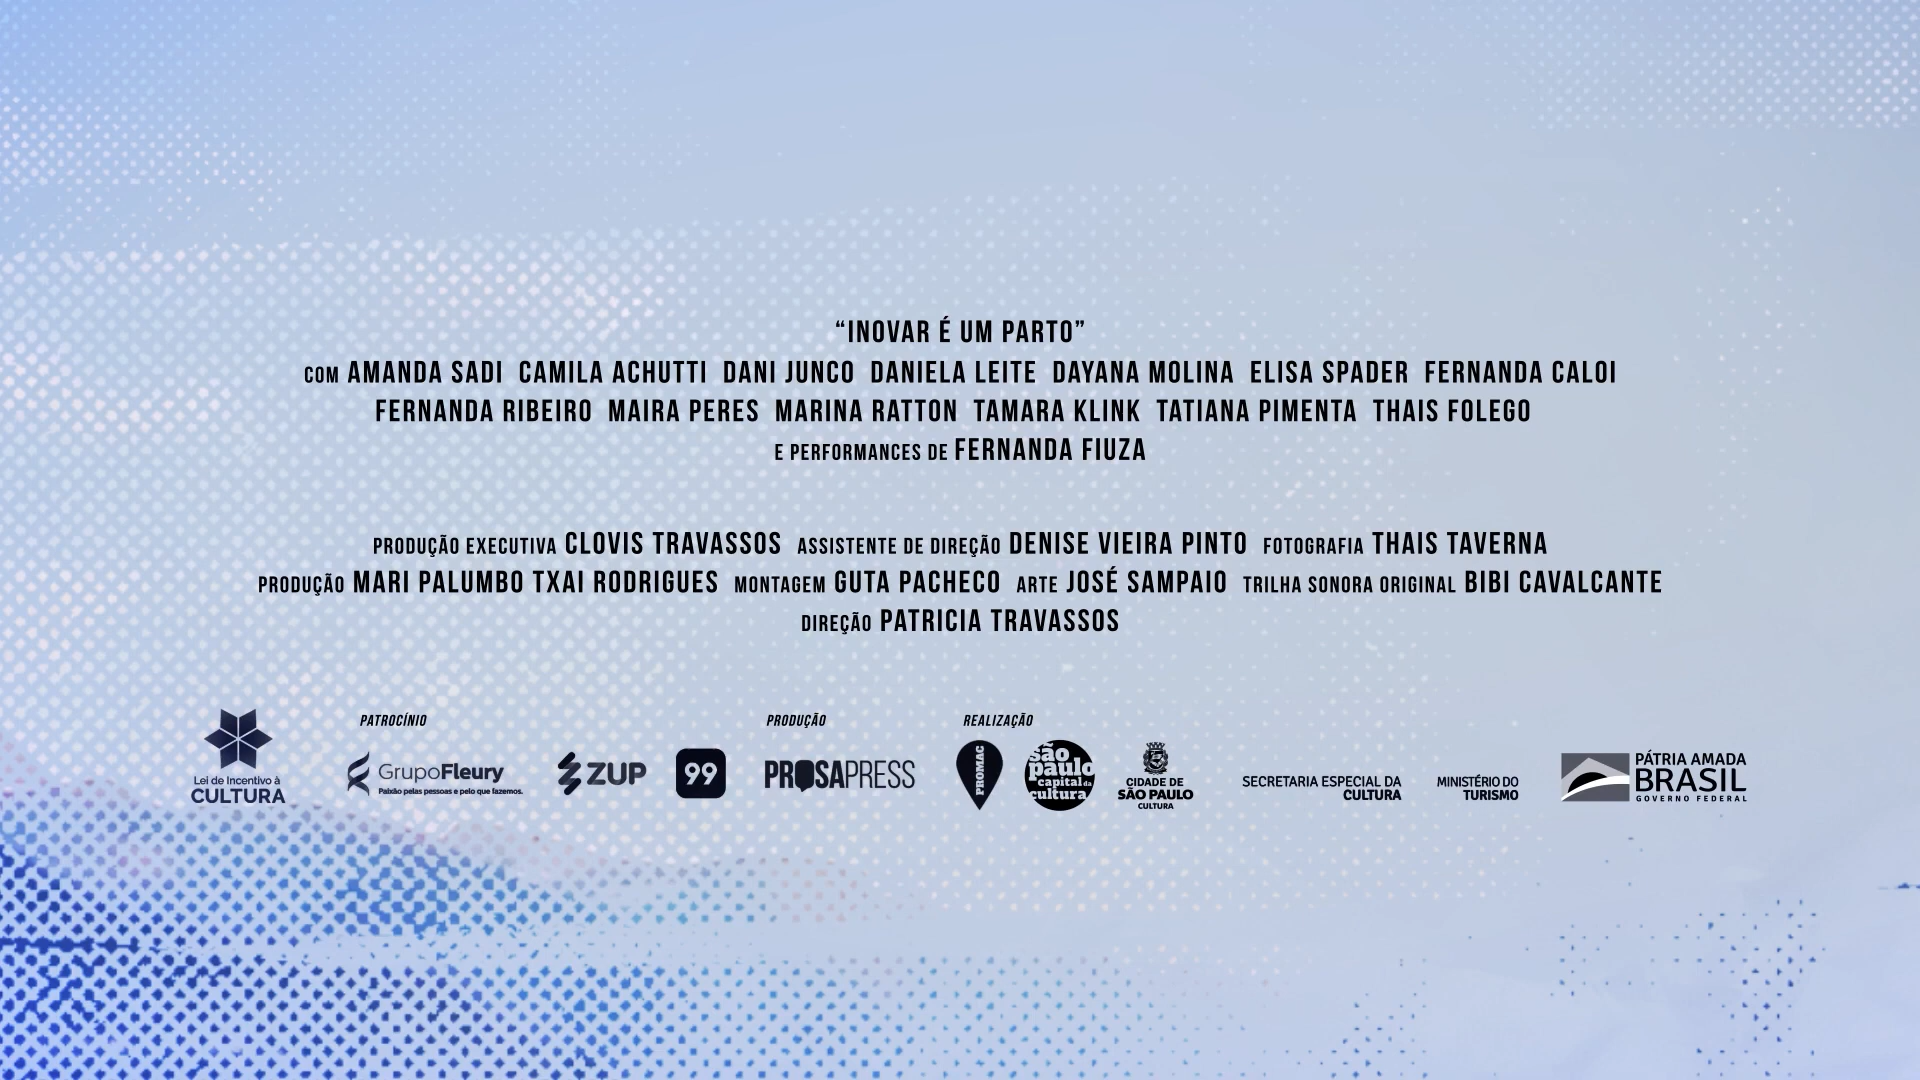 “INOVAR É UM PARTO”
COM AMANDA SADI CAMILA ACHUTTI DANI JUNCO DANIELA LEITE DAYANA MOLINA ELISA SPADER FERNANDA CALOI
FERNANDA RIBEIRO MAIRA PERES MARINA RATTON TAMARA KLINK TATIANA PIMENTA THAIS FOLEGO
E PERFORMANCES DE FERNANDA FIUZA
PRODUÇÃO EXECUTIVA CLOVIS TRAVASSOS ASSISTENTE DE DIREÇÃO DENISE VIEIRA PINTO FOTOGRAFIA THAIS TAVERNA
PRODUÇÃO MARI PALUMBO TXAI RODRIGUES MONTAGEM GUTA PACHECO ARTE JOSÉ SAMPAIO TRILHA SONORA ORIGINAL BIBI CAVALCANTE
DIREÇÃO PATRICIA TRAVASSOS
Lei de Incentivo à
CULTURA
PATROCÍNIO
GrupoFleury
Paixão pelas pessoas e pelo que fazemos.
ZUP
99
PRODUÇÃO
PROSAPRESS
REALIZAÇÃO
PROMAC
são
paulo
capital da
cultura
CIDADE DE
SÃO PAULO
CULTURA
SECRETARIA ESPECIAL DA
CULTURA
MINISTÉRIO DO
TURISMO
PÁTRIA AMADA
BRASIL
GOVERNO FEDERAL